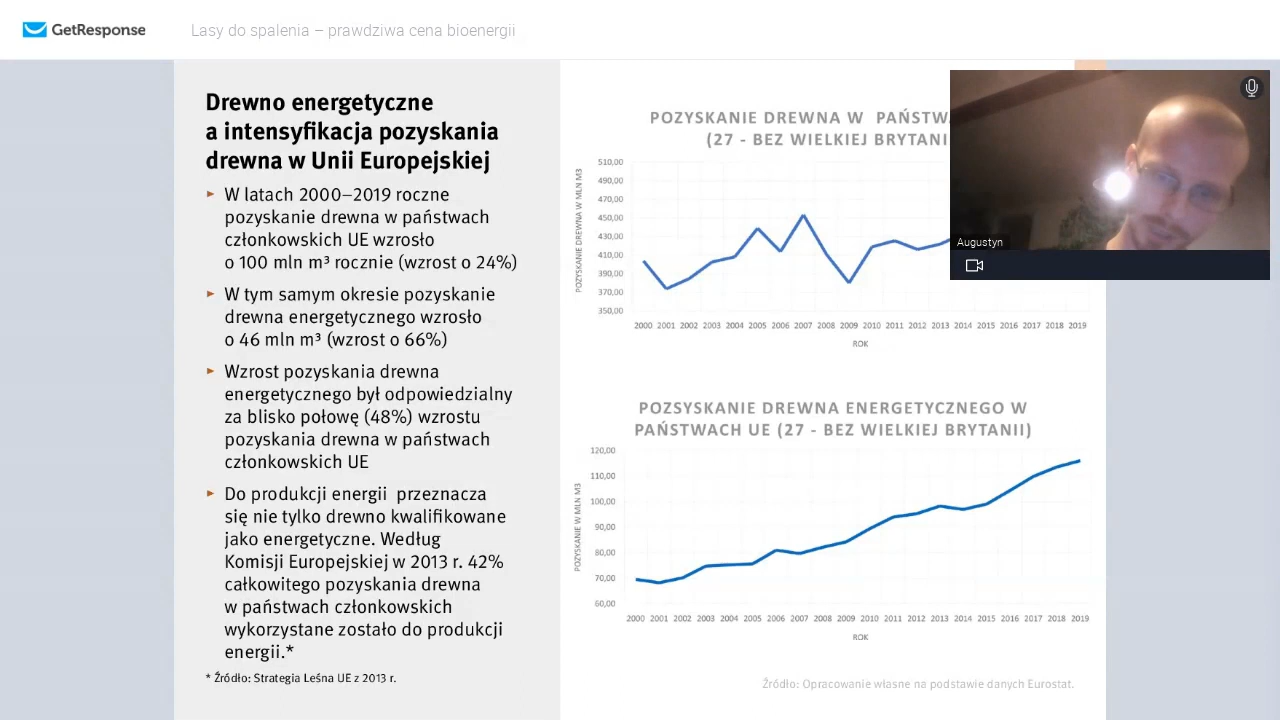 GetResponse
Lasy do spalenia – prawdziwa cena bioenergii
Drewno energetyczne
a intensyfikacja pozyskania
drewna w Unii Europejskiej
► W latach 2000–2019 roczne
pozyskanie drewna w państwach
członkowskich UE wzrosło
o 100 mln m³ rocznie (wzrost o 24%)
► W tym samym okresie pozyskanie
drewna energetycznego wzrosło
o 46 mln m³ (wzrost o 66%)
► Wzrost pozyskania drewna
energetycznego był odpowiedzialny
za blisko połowę (48%) wzrostu
pozyskania drewna w państwach
członkowskich UE
► Do produkcji energii przeznacza
się nie tylko drewno kwalifikowane
jako energetyczne. Według
Komisji Europejskiej w 2013 r. 42%
całkowitego pozyskania drewna
w państwach członkowskich
wykorzystane zostało do produkcji
energii.*
* Źródło: Strategia Leśna UE z 2013 r.
POZYSKANIE DREWNA W PAŃSTW
(27 - BEZ WIELKIEJ BRYTANI
POZYSKANIE DREWNA W MLN M3
510,00
490,00
470,00
450,00
430,00
410,00
390,00
370,00
350,00
2000 2001 2002 2003 2004 2005 2006 2007 2008 2009 2010 2011 2012 2013 2014 2015 2016 2017 2018 2019
ROK
Augustyn
POZSYSKANIE DREWNA ENERGETYCZNEGO W
PAŃSTWACH UE (27 - BEZ WIELKIEJ BRYTANII)
POZYSKANIE W MLN M3
120,00
110,00
100,00
90,00
80,00
70,00
60,00
2000 2001 2002 2003 2004 2005 2006 2007 2008 2009 2010 2011 2012 2013 2014 2015 2016 2017 2018 2019
ROK
Źródło: Opracowanie własne na podstawie danych Eurostat.